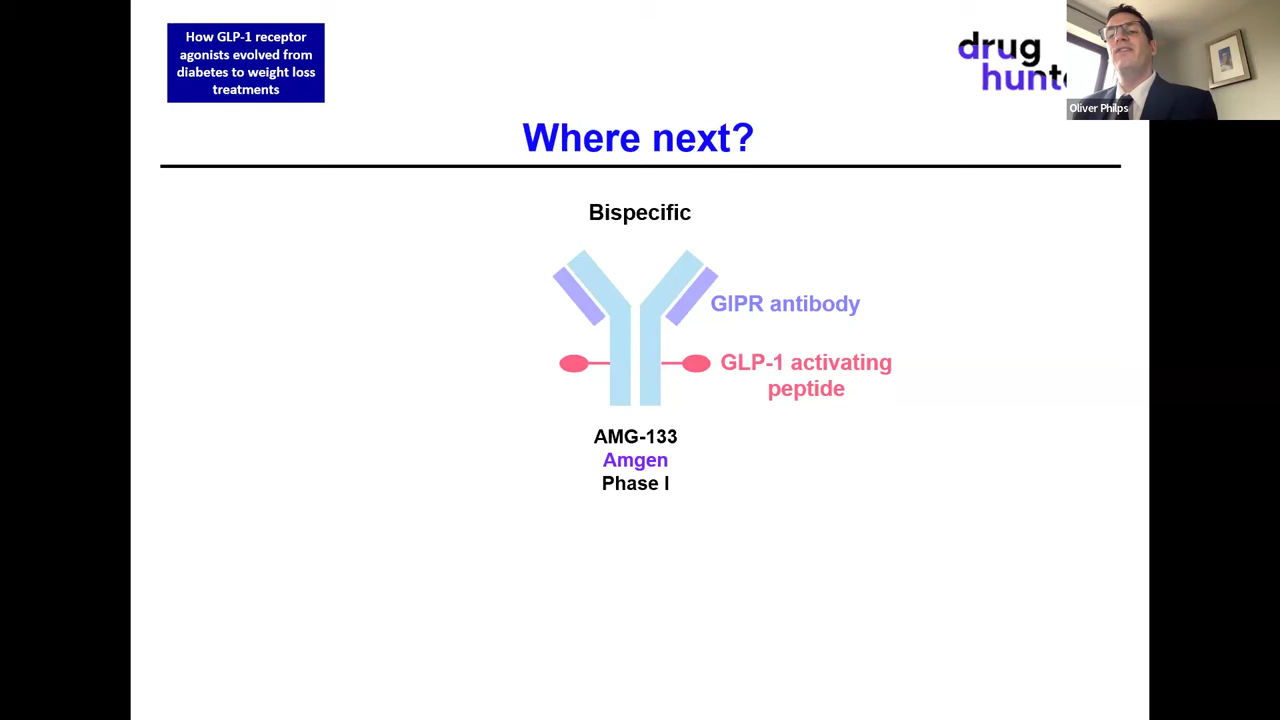 How GLP-1 receptor
agonists evolved from
diabetes to weight loss
treatments
drug
hunte
Oliver Philps
Where next?
Bispecific
GIPR antibody
GLP-1 activating
peptide
AMG-133
Amgen
Phase I